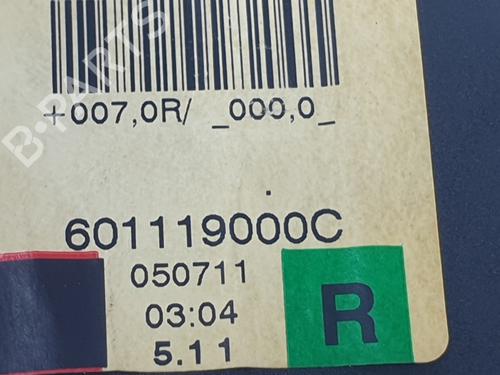 B-PARTS
+007,0R/ _000,0_
601119000C
050711
03:04
5.11
R